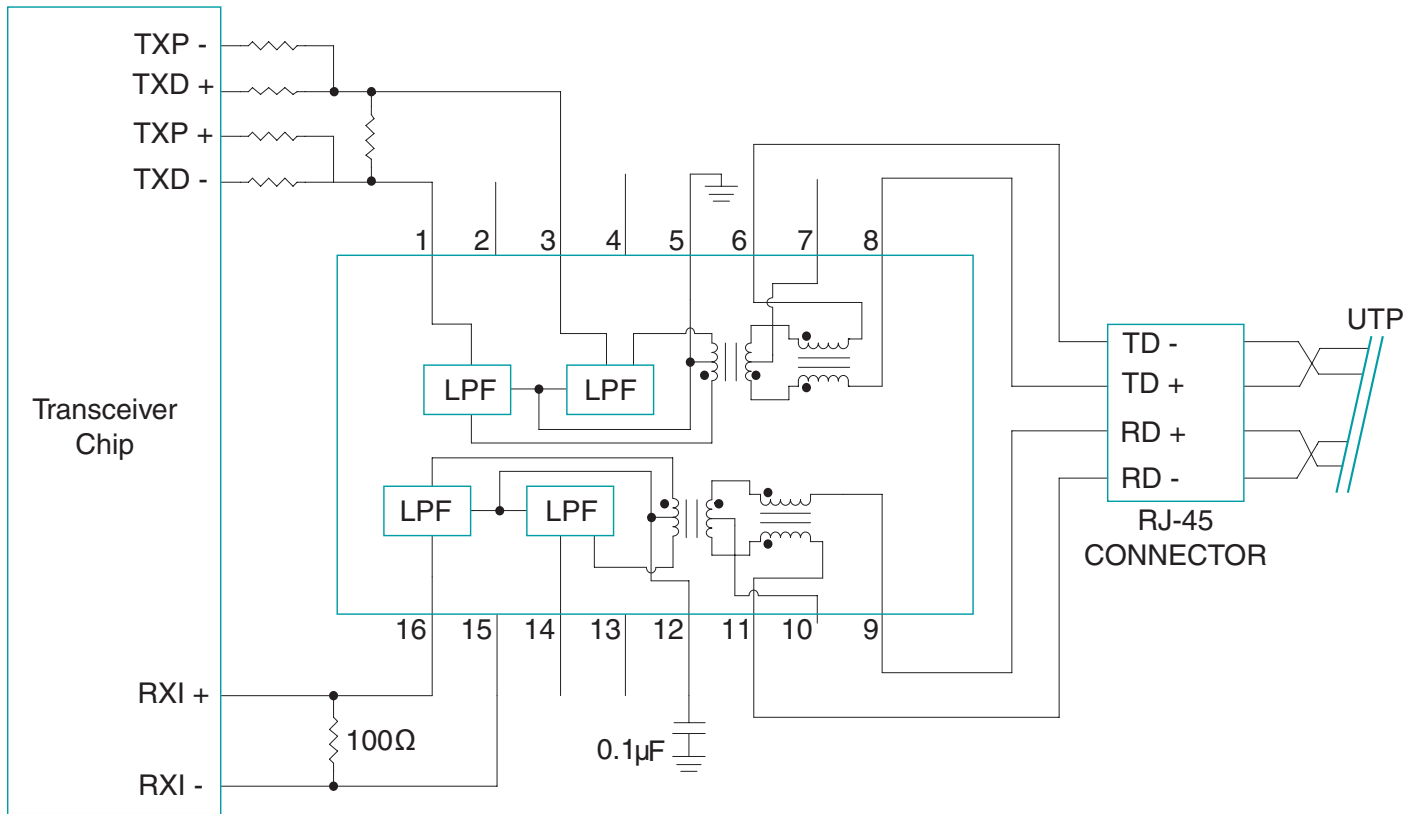 TXP -
TXD +
TXP +
TXD -
1 2 3 4 5 6 7 8
UTP
TD -
TD +
RD +
RD -
RJ-45
CONNECTOR
LPF LPF
Transceiver
Chip
LPF LPF
16 15 14 13 12 11 10 9
RXI +
100Ω
0.1µF
RXI -